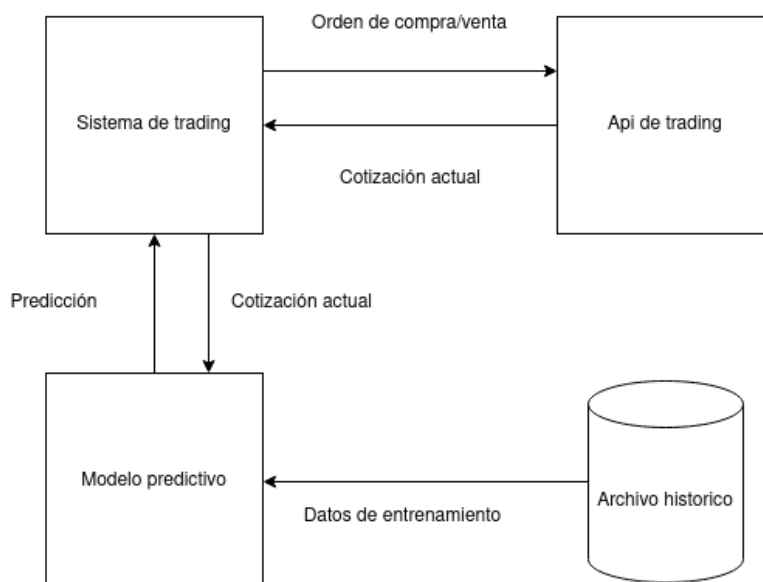 Orden de compra/venta
Sistema de trading
Api de trading
Cotización actual
Predicción
Cotización actual
Modelo predictivo
Archivo historico
Datos de entrenamiento